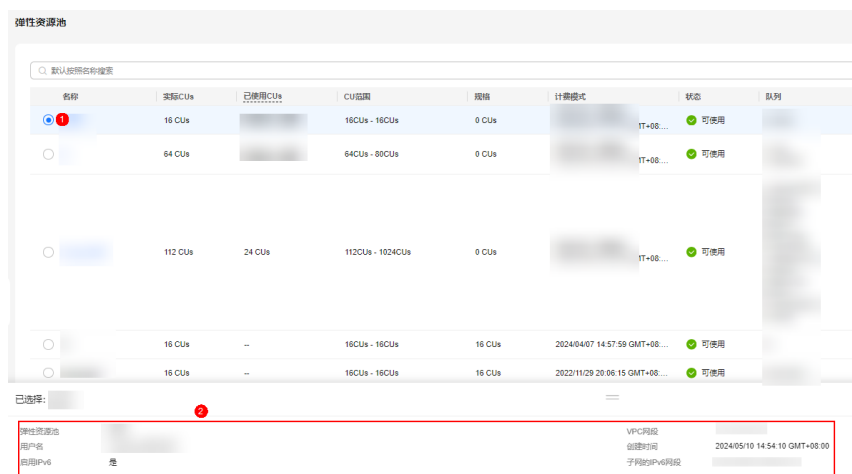 弹性资源池
默认按照名称搜索
名称 实际CUs 已使用CUs CU范围 规格 计费模式 状态 队列
1 16 CUs 16CUs - 16CUs 0 CUs MT+08:... 可使用
64 CUs 64CUs - 80CUs 0 CUs 1T+08:... 可使用
112 CUs 24 CUs 112CUs - 1024CUs 0 CUs 1T+08:... 可使用
16 CUs -- 16CUs - 16CUs 16 CUs 2024/04/07 14:57:59 GMT+08:... 可使用
16 CUs -- 16CUs - 16CUs 16 CUs 2022/11/29 20:06:15 GMT+08:... 可使用
已选择:
2
弹性资源池 VPC网段
用户名 创建时间 2024/05/10 14:54:10 GMT+08:00
启用IPv6 是 子网的IPv6网段